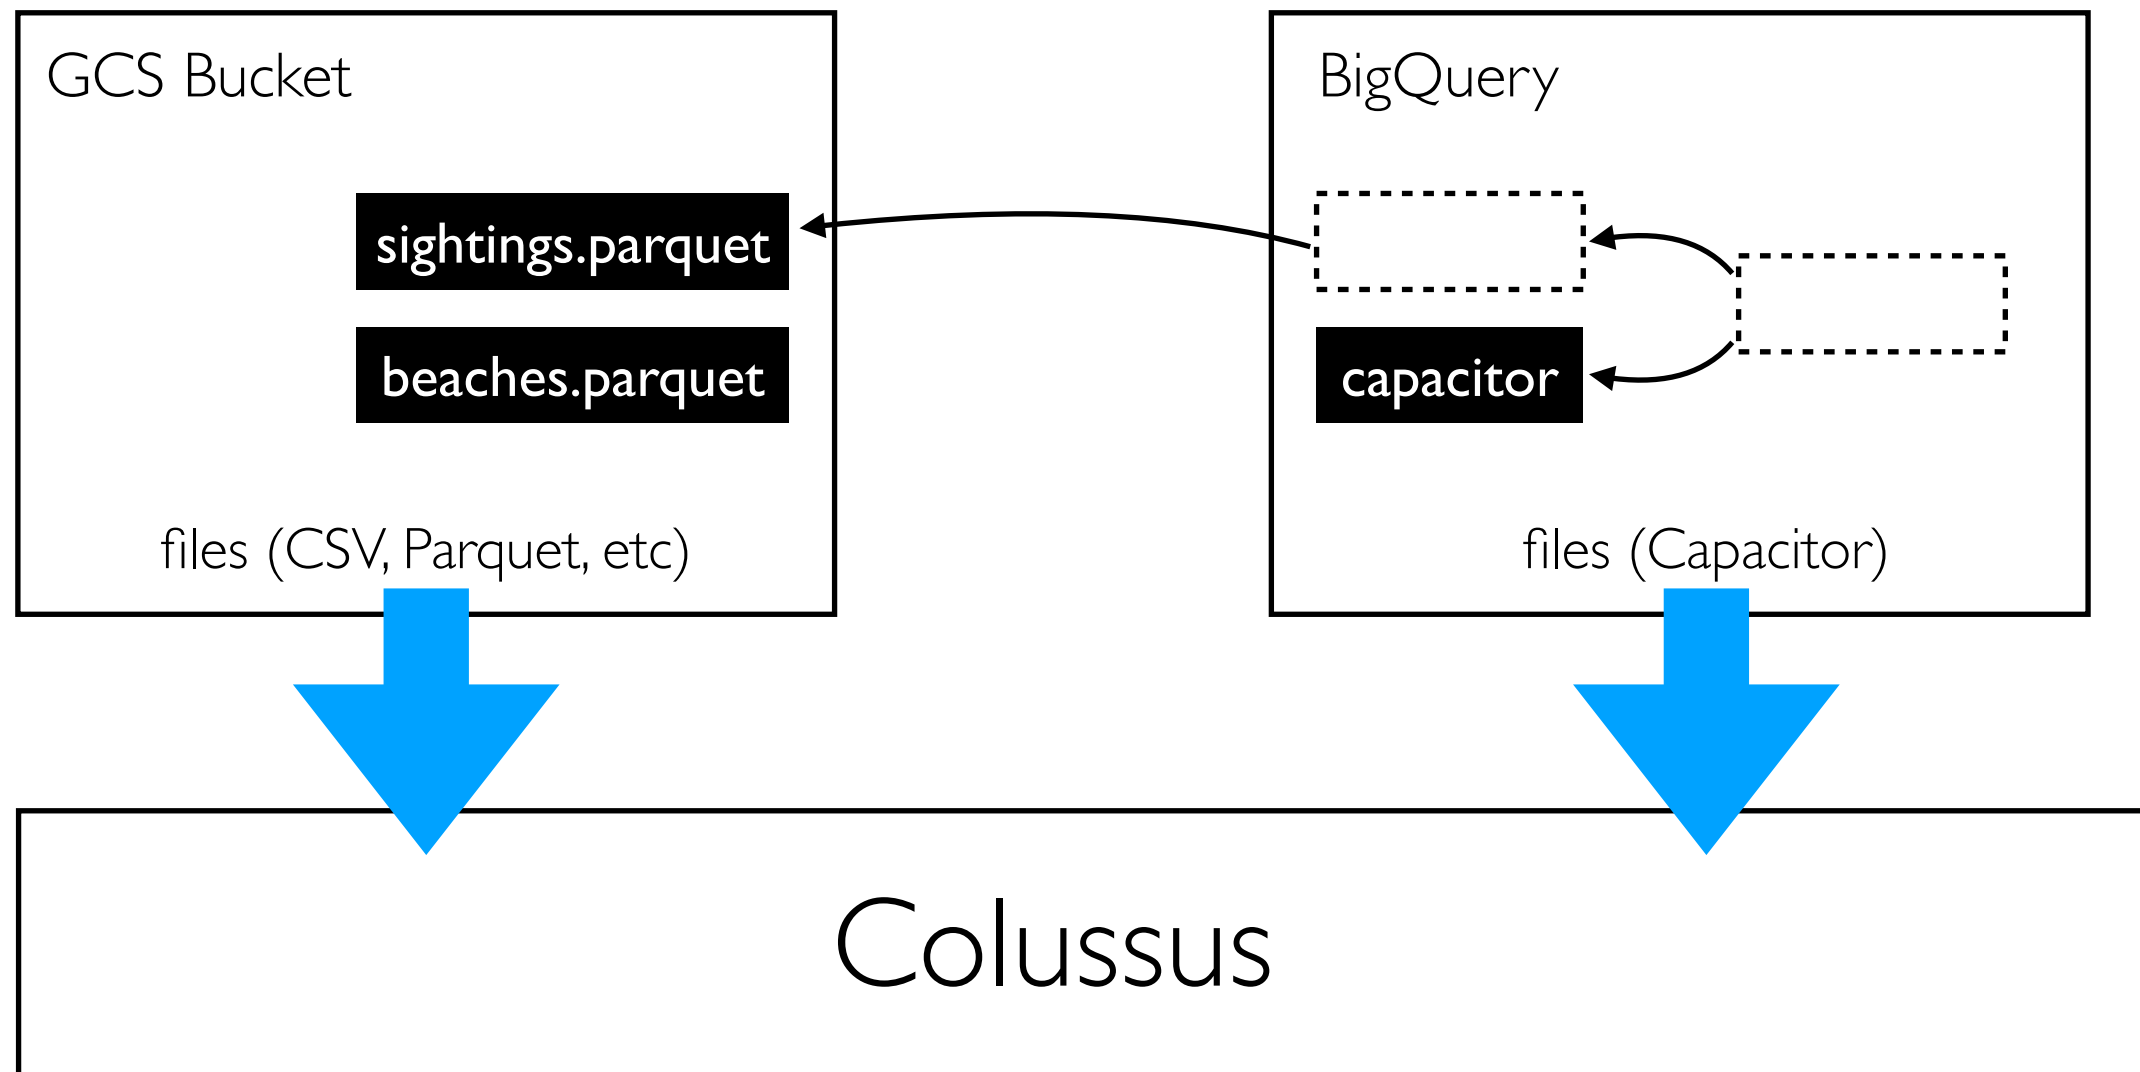 GCS Bucket
sightings.parquet
beaches.parquet
files (CSV, Parquet, etc)
BigQuery
capacitor
files (Capacitor)
Colussus